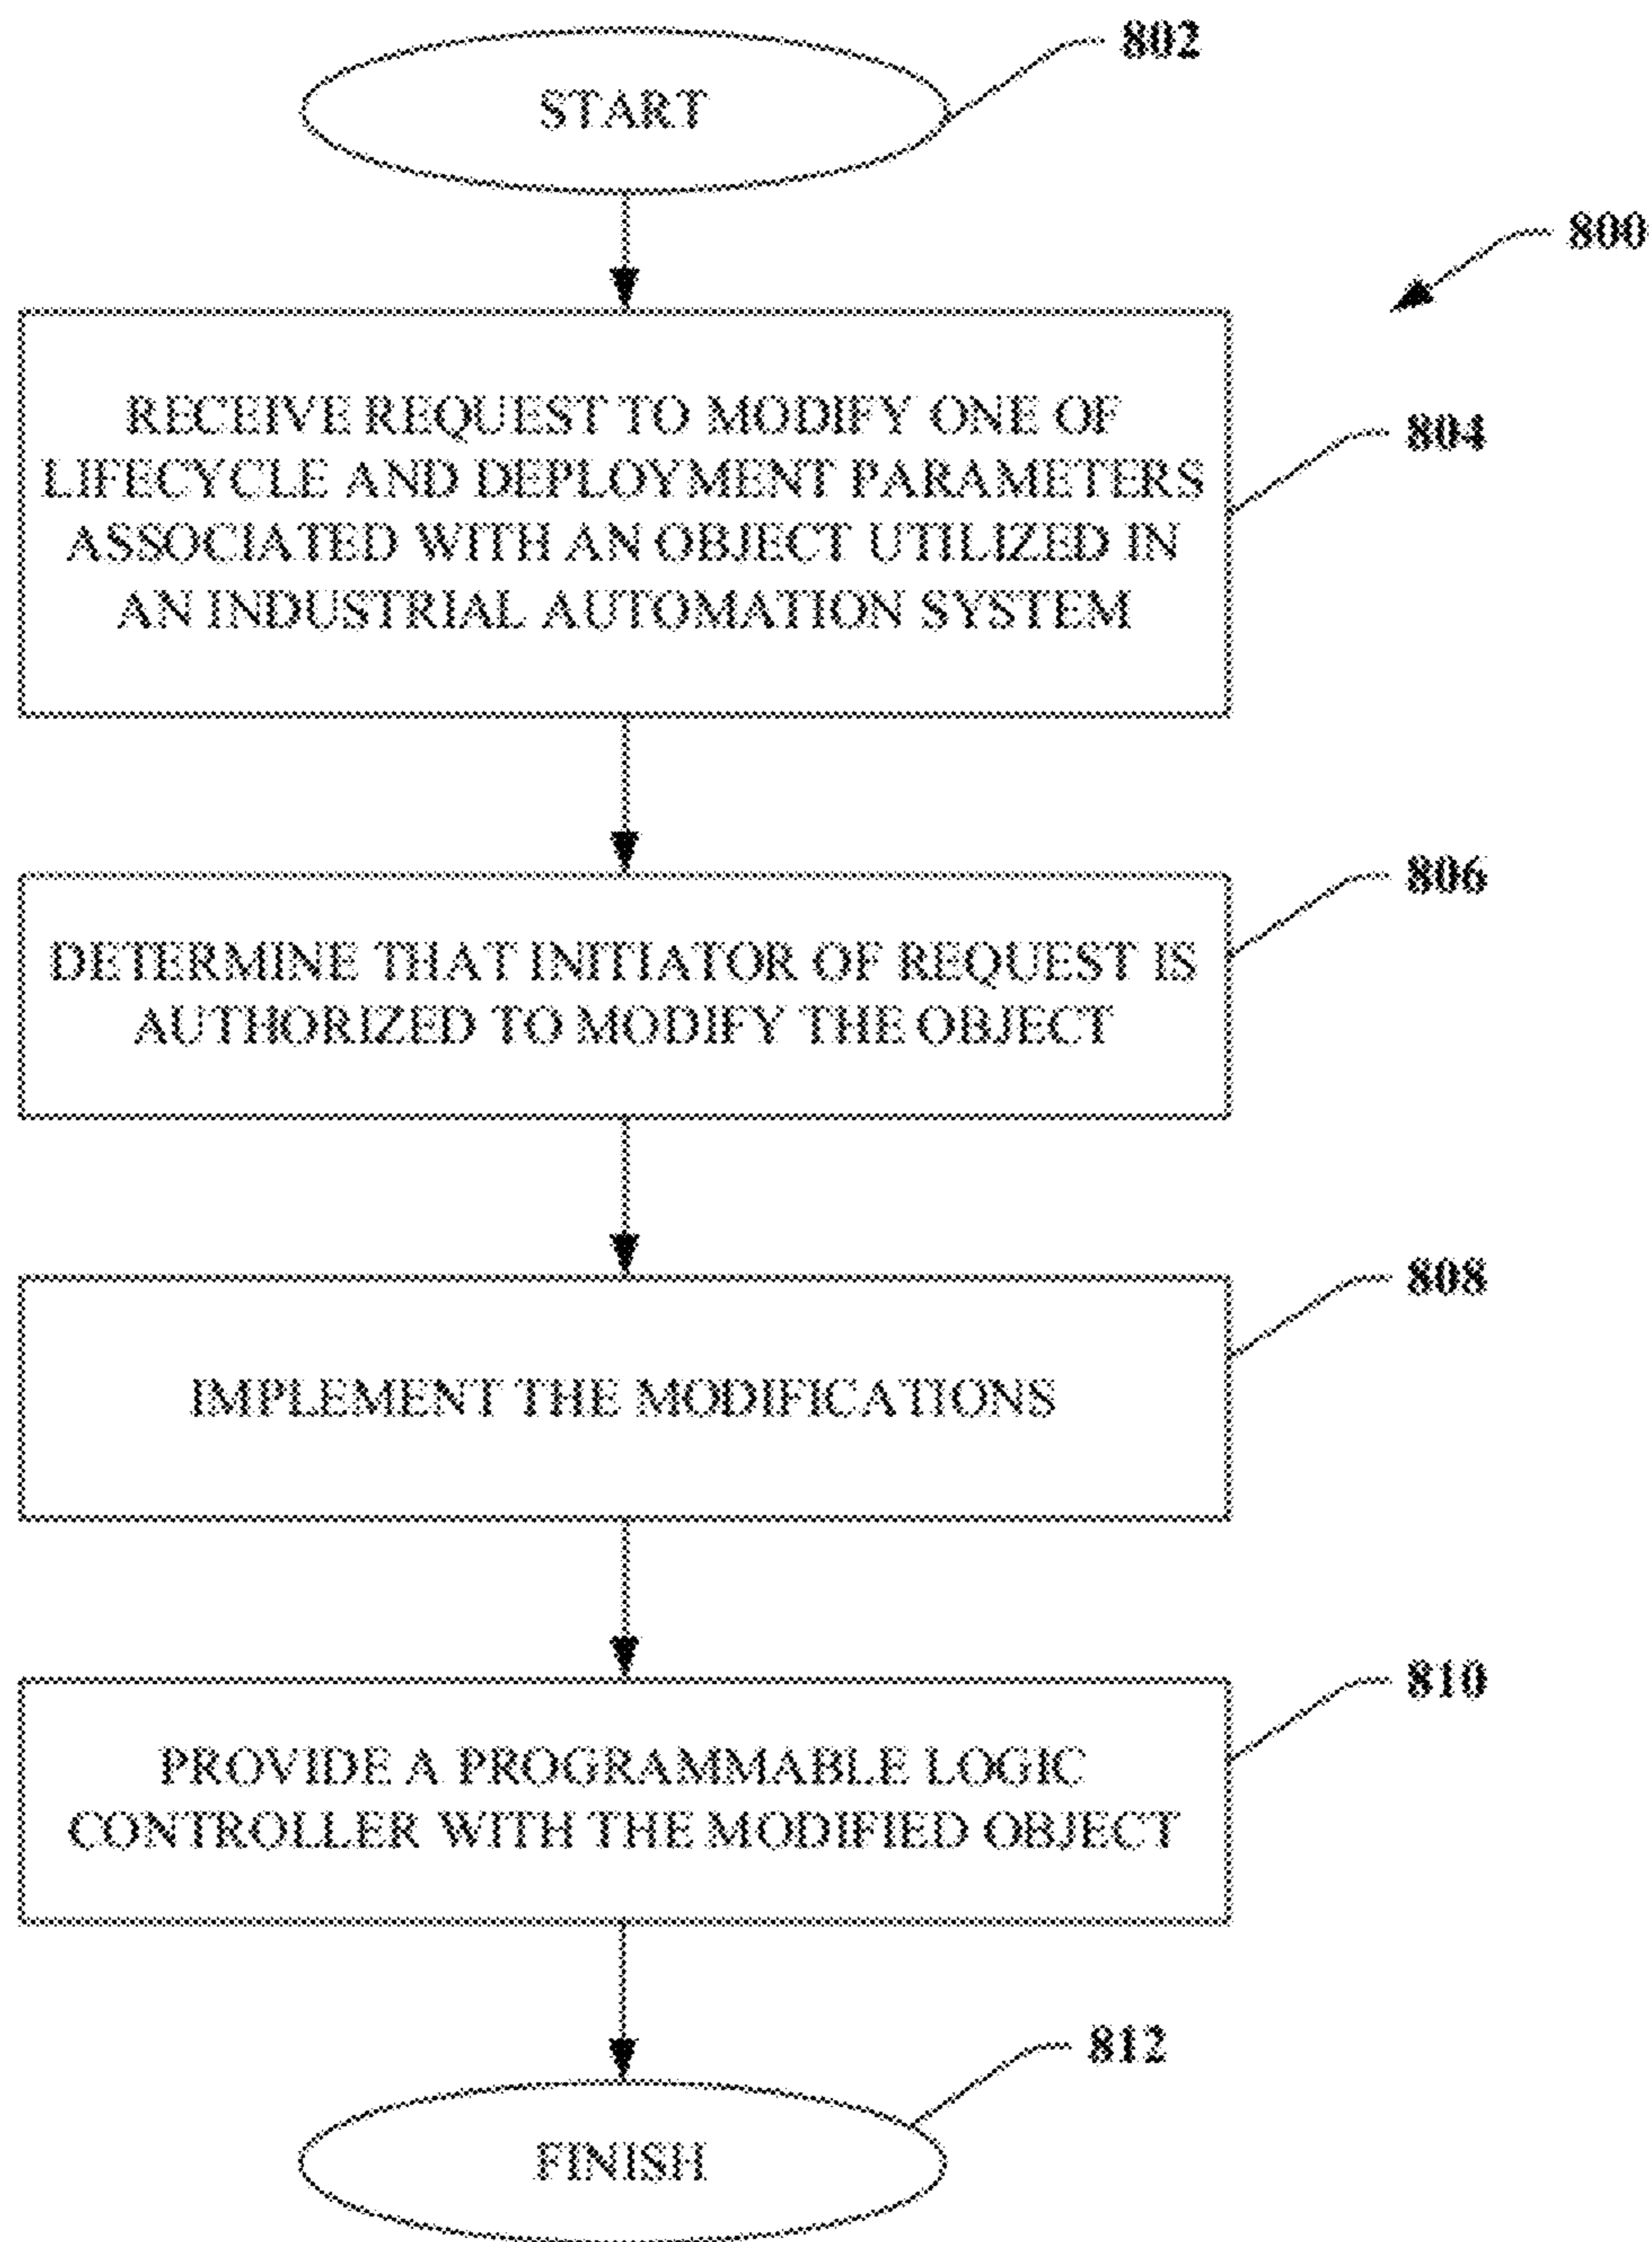 802
START
800
RECEIVE REQUEST TO MODIFY ONE OF
LIFECYCLE AND DEPLOYMENT PARAMETERS
ASSOCIATED WITH AN OBJECT UTILIZED IN
AN INDUSTRIAL AUTOMATION SYSTEM
804
806
DETERMINE THAT INITIATOR OF REQUEST IS
AUTHORIZED TO MODIFY THE OBJECT
808
IMPLEMENT THE MODIFICATIONS
810
PROVIDE A PROGRAMMABLE LOGIC
CONTROLLER WITH THE MODIFIED OBJECT
812
FINISH